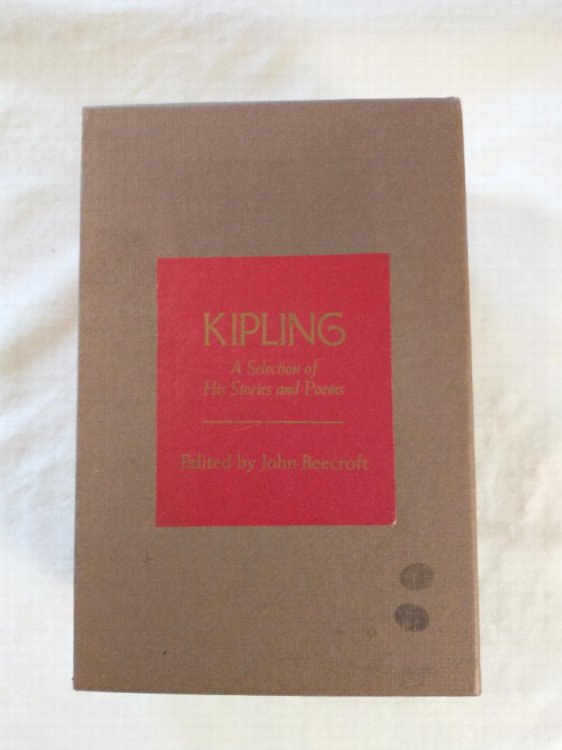 KIPLING
A Selection of
His Stories and Poems
Edited by John Beecroft